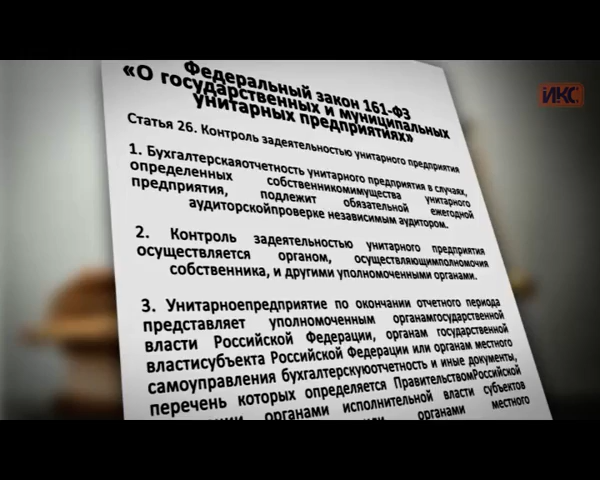 ИКС
Федеральный закон 161-ФЗ
«О государственных и муниципальных
унитарных предприятиях»
Статья 26. Контроль задеятельностью унитарного предприятия
1. Бухгалтерскаяотчетность унитарного предприятия в случаях,
определенных собственникомимущества унитарного
предприятия, подлежит обязательной ежегодной
аудиторскойпроверке независимым аудитором.
2. Контроль задеятельностью унитарного предприятия
осуществляется органом, осуществляющимполномочия
собственника, и другими уполномоченными органами.
3. Унитарноепредприятие по окончании отчетного периода
представляет уполномоченным органамгосударственной
власти Российской Федерации, органам государственной
властисубъекта Российской Федерации или органам местного
самоуправления бухгалтерскуюотчетность и иные документы,
перечень которых определяется ПравительствомРоссийской
органами исполнительной власти субъектов
или органами местного